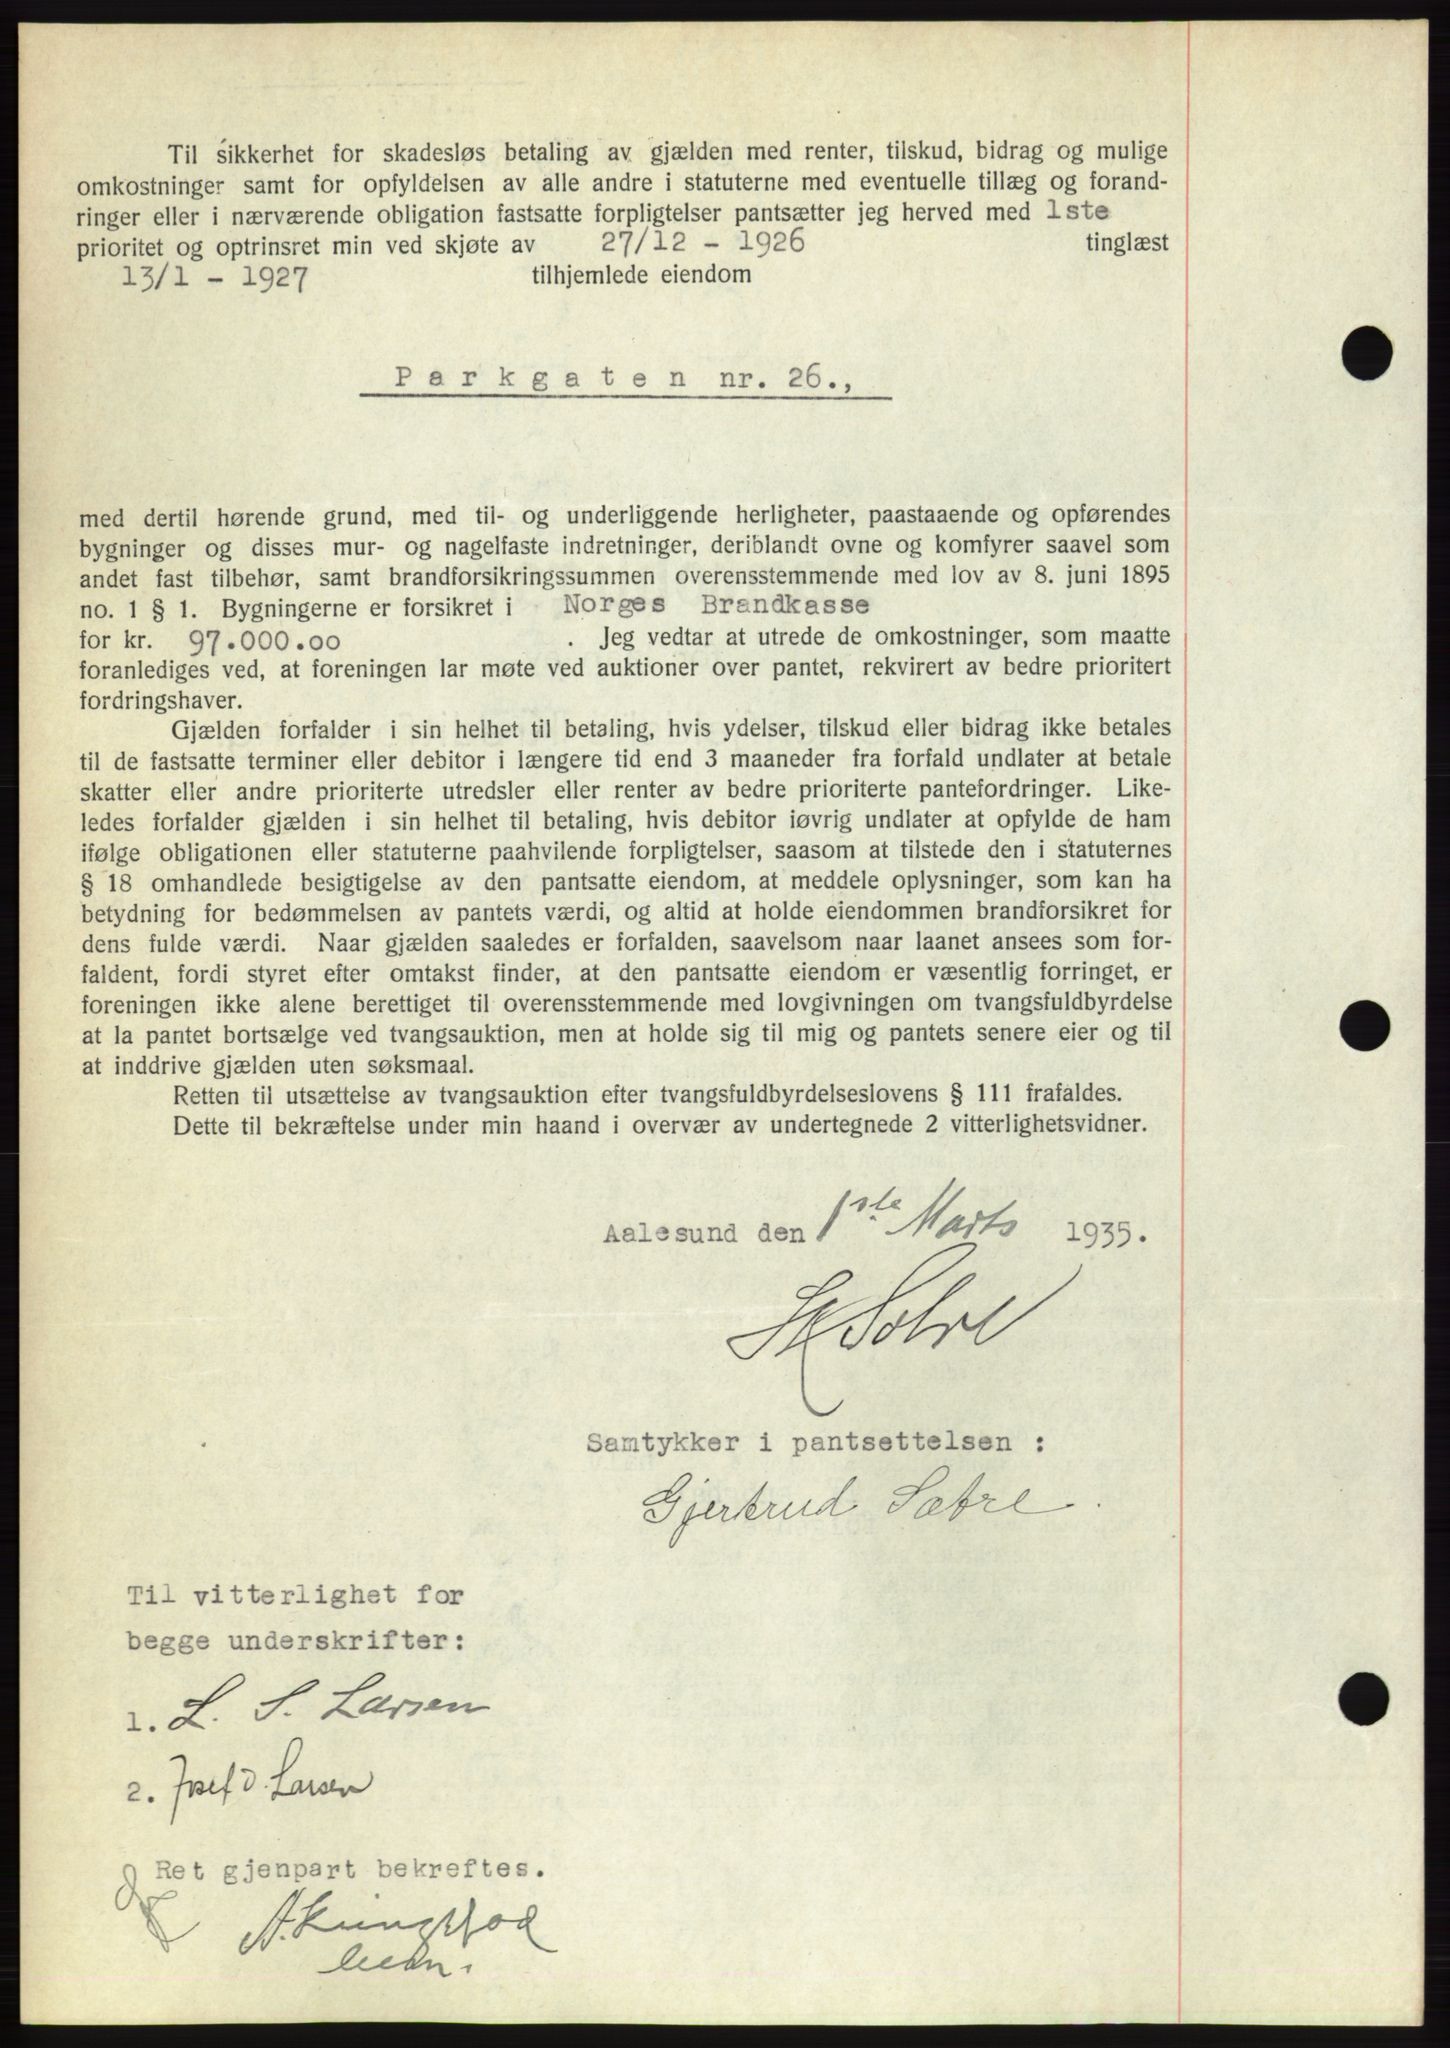 Til sikkerhet for skadesløs betaling av gjælden med renter, tilskud, bidrag og mulige
omkostninger samt for opfyldelsen av alle andre i statuterne med eventuelle tillæg og forand-
ringer eller i nærværende obligation fastsatte forpligtelser pantsætter jeg herved med 1ste
prioritet og optrinsret min ved skjøte av 27/12 - 1926 tinglæst
13/1 - 1927 tilhjemlede eiendom
Parkgaten nr. 26.,
med dertil hørende grund, med til- og underliggende herligheter, paastaaende og opførendes
bygninger og disses mur- og nagelfaste indretninger, deriblandt ovne og komfyrer saavel som
andet fast tilbehør, samt brandforsikringssummen overensstemmende med lov av 8. juni 1895
no. 1 § 1. Bygningerne er forsikret i Norges Brandkasse
for kr. 97.000.00 . Jeg vedtar at utrede de omkostninger, som maatte
foranlediges ved, at foreningen lar møte ved auktioner over pantet, rekvirert av bedre prioritert
fordringshaver.
Gjælden forfalder i sin helhet til betaling, hvis ydelser, tilskud eller bidrag ikke betales
til de fastsatte terminer eller debitor i længere tid end 3 maaneder fra forfald undlater at betale
skatter eller andre prioriterte utredsler eller renter av bedre prioriterte pantefordringer. Like-
ledes forfalder gjælden i sin helhet til betaling, hvis debitor iøvrig undlater at opfylde de ham
ifølge obligationen eller statuterne paahvilende forpligtelser, saasom at tilstede den i statuternes
§ 18 omhandlede besigtigelse av den pantsatte eiendom, at meddele oplysninger, som kan ha
betydning for bedømmelsen av pantets værdi, og altid at holde eiendommen brandforsikret for
dens fulde værdi. Naar gjælden saaledes er forfalden, saavelsom naar laanet ansees som for-
faldent, fordi styret efter omtakst finder, at den pantsatte eiendom er væsentlig forringet, er
foreningen ikke alene berettiget til overensstemmende med lovgivningen om tvangsfuldbyrdelse
at la pantet bortsælge ved tvangsauktion, men at holde sig til mig og pantets senere eier og til
at inddrive gjælden uten søksmaal.
Retten til utsættelse av tvangsauktion efter tvangsfuldbyrdelseslovens § 111 frafaldes.
Dette til bekræftelse under min haand i overvær av undertegnede 2 vitterlighetsvidner.
Aalesund den 1ste Marts 1935.
Samtykker i pantsettelsen :
Gjertrud Sætre.
Til vitterlighet for
begge underskrifter:
1. L. S. Larsen
2. Josef D. Larsen
Ret gjenpart bekreftes.